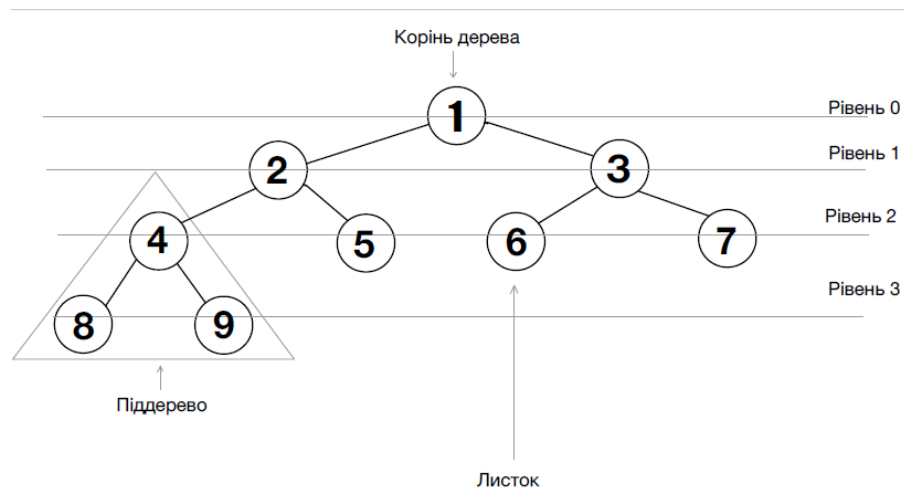 Корінь дерева
1
Рівень 0
2
3
Рівень 1
4
5
6
7
Рівень 2
8
9
Рівень 3
Піддерево
Листок